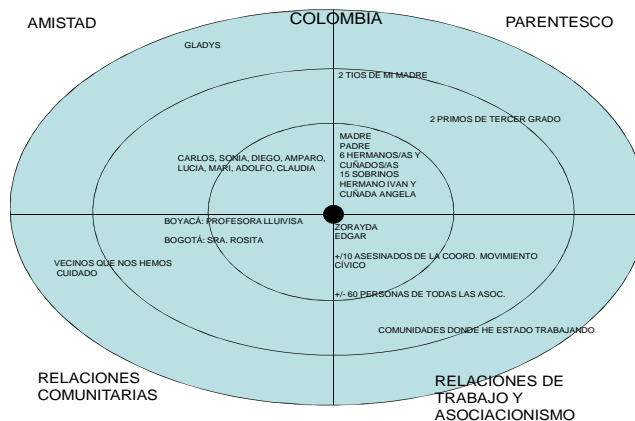 AMISTAD
COLOMBIA
PARENTESCO
GLADYS
2 TIOS DE MI MADRE
2 PRIMOS DE TERCER GRADO
MADRE
PADRE
6 HERMANOS/AS Y
CUÑADOS/AS
15 SOBRINOS
HERMANO IVAN Y
CUÑADA ANGELA
CARLOS, SONIA, DIEGO, AMPARO,
LUCIA, MARI, ADOLFO, CLAUDIA
BOYACÁ: PROFESORA LLUIVISA
BOGOTÁ: SRA. ROSITA
VECINOS QUE NOS HEMOS
CUIDADO
ZORAYDA
EDGAR
+/10 ASESINADOS DE LA COORD. MOVIMIENTO
CÍVICO
+/- 60 PERSONAS DE TODAS LAS ASOC.
COMUNIDADES DONDE HE ESTADO TRABAJANDO
RELACIONES
COMUNITARIAS
RELACIONES DE
TRABAJO Y
ASOCIACIONISMO